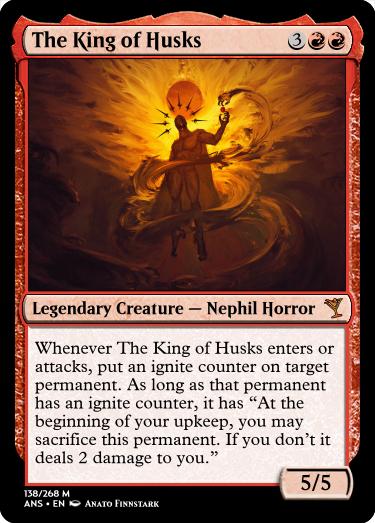 The King of Husks 3
Legendary Creature — Nephil Horror
Whenever The King of Husks enters or
attacks, put an ignite counter on target
permanent. As long as that permanent
has an ignite counter, it has “At the
beginning of your upkeep, you may
sacrifice this permanent. If you don’t it
deals 2 damage to you.”
5/5
138/268 M
ANS • EN Anato Finnstark